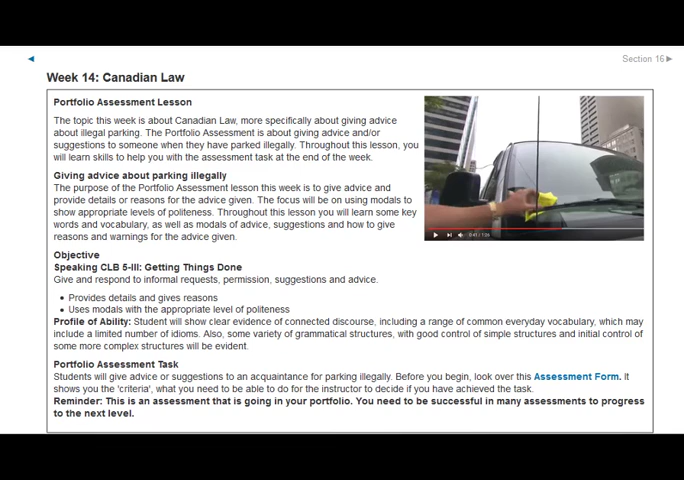 Section 16
Week 14: Canadian Law
Portfolio Assessment Lesson
The topic this week is about Canadian Law, more specifically about giving advice
about illegal parking. The Portfolio Assessment is about giving advice and/or
suggestions to someone when they have parked illegally. Throughout this lesson, you
will learn skills to help you with the assessment task at the end of the week.
Giving advice about parking illegally
The purpose of the Portfolio Assessment lesson this week is to give advice and
provide details or reasons for the advice given. The focus will be on using modals to
show appropriate levels of politeness. Throughout this lesson you will learn some key
words and vocabulary, as well as modals of advice, suggestions and how to give
reasons and warnings for the advice given.
Objective
Speaking CLB 5-III: Getting Things Done
Give and respond to informal requests, permission, suggestions and advice.
Provides details and gives reasons
Uses modals with the appropriate level of politeness
Profile of Ability: Student will show clear evidence of connected discourse, including a range of common everyday vocabulary, which may
include a limited number of idioms. Also, some variety of grammatical structures, with good control of simple structures and initial control of
some more complex structures will be evident.
Portfolio Assessment Task
Students will give advice or suggestions to an acquaintance for parking illegally. Before you begin, look over this Assessment Form. It
shows you the 'criteria', what you need to be able to do for the instructor to decide if you have achieved the task.
Reminder: This is an assessment that is going in your portfolio. You need to be successful in many assessments to progress
to the next level.